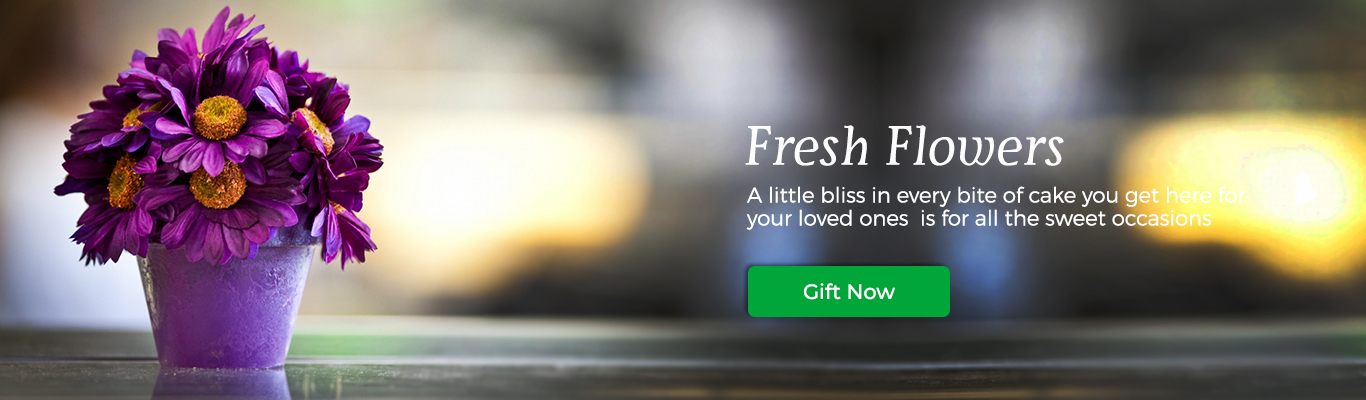 Fresh Flowers
A little bliss in every bite of cake you get here for
your loved ones  is for all the sweet occasions
Gift Now